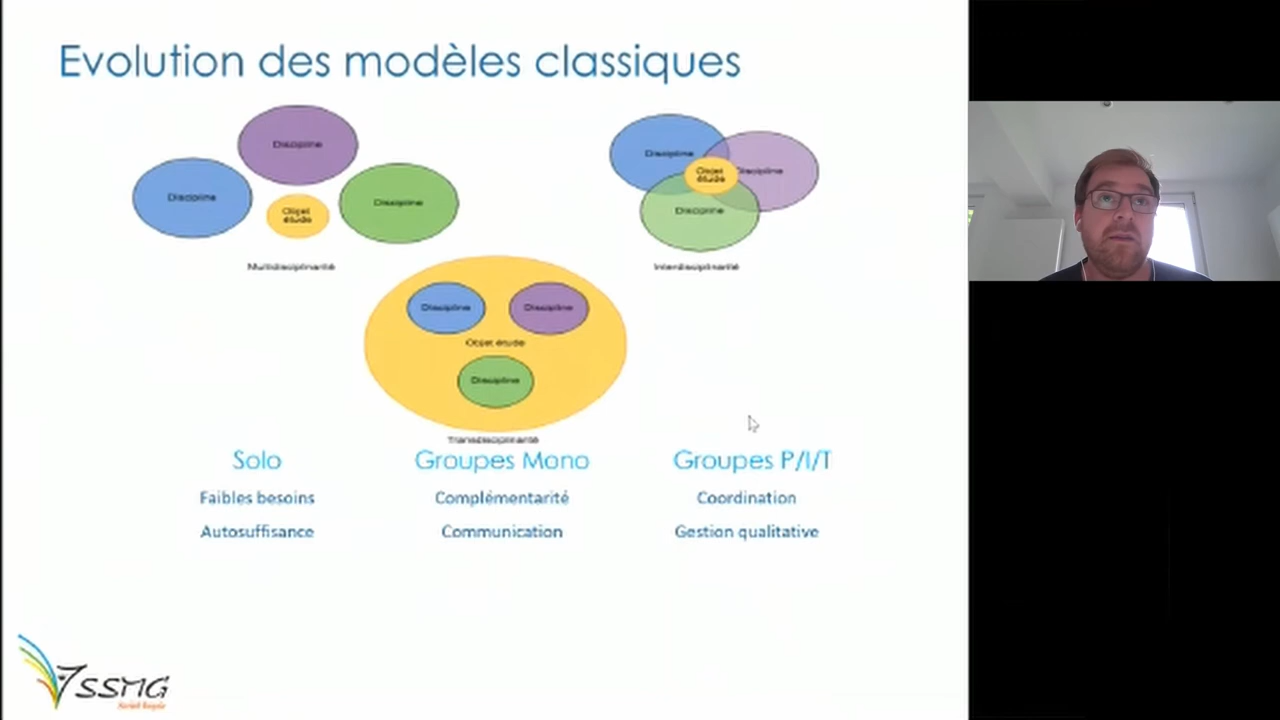 Evolution des modèles classiques
Discipline
Discipline
Discipline
Objet
étude
Multidisciplinarité
Discipline
Discipline
Objet
étude
Discipline
Interdisciplinarité
Discipline
Discipline
Objet étude
Discipline
Transdisciplinarité
Solo
Groupes Mono
Groupes P/I/T
Faibles besoins
Complémentarité
Coordination
Autosuffisance
Communication
Gestion qualitative
SSMG